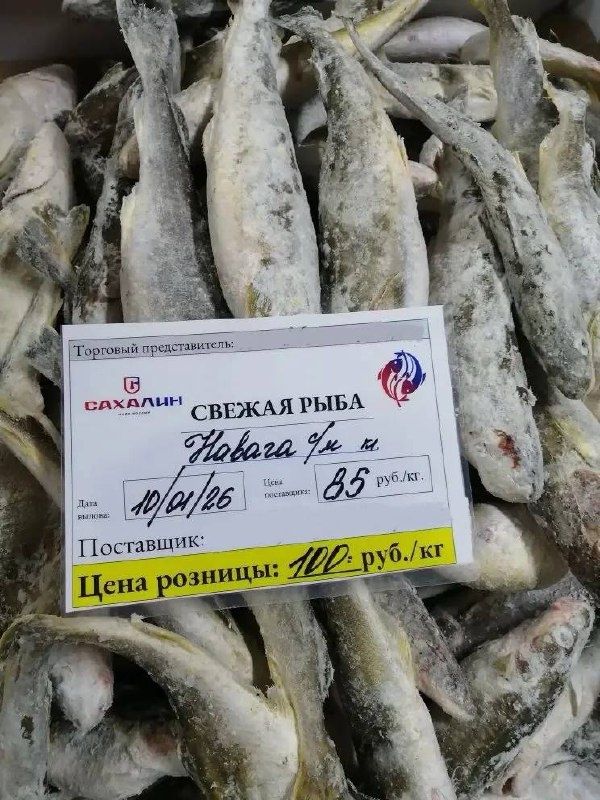 Торговый представитель:
САХАЛИН
СВЕЖАЯ РЫБА
Навага с/м
Дата вылова: 10/01/26 Цена поставщика: 85 руб./кг.
Поставщик:
Цена розницы: 100= руб./кг